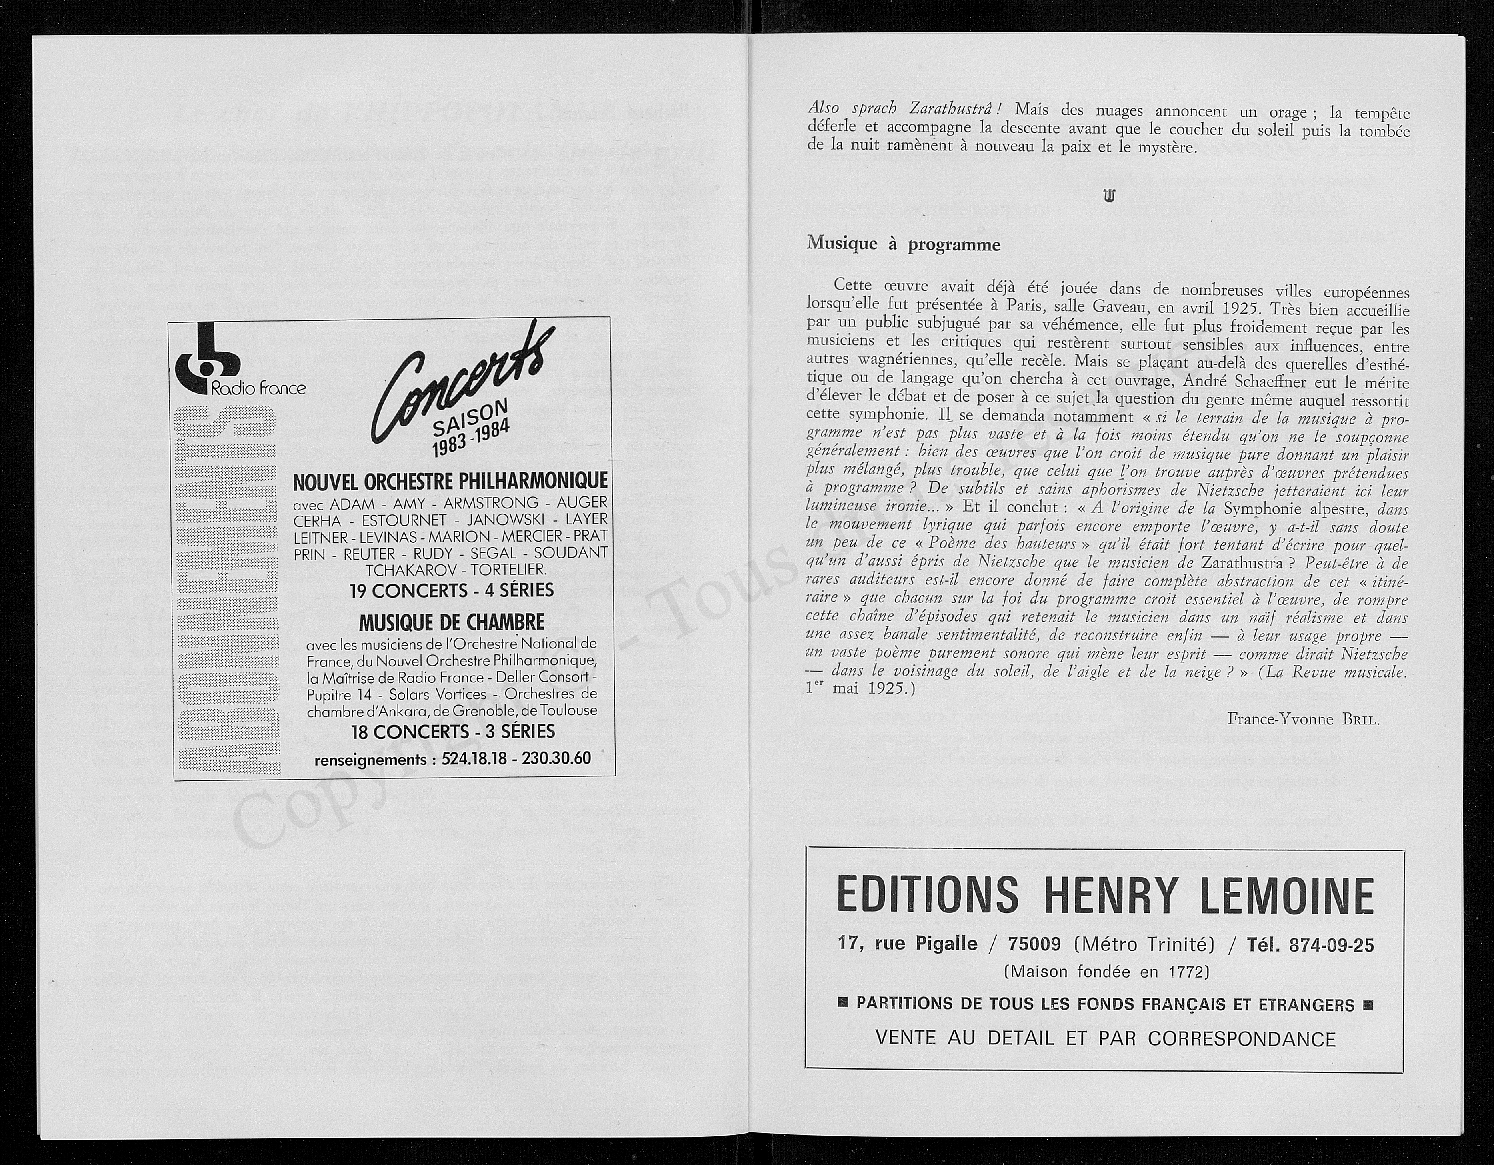 Radio France
Concerts
SAISON
1983-1984
ABONNEMENTS
NOUVEL ORCHESTRE PHILHARMONIQUE
avec ADAM - AMY - ARMSTRONG - AUGER
CERHA - ESTOURNET - JANOWSKI - LAYER
LEITNER - LEVINAS - MARION - MERCIER - PRAT
PRIN - REUTER - RUDY - SEGAL - SOUDANT
TCHAKAROV - TORTELIER.
19 CONCERTS - 4 SÉRIES
MUSIQUE DE CHAMBRE
avec les musiciens de l'Orchestre National de
France, du Nouvel Orchestre Philharmonique,
la Maîtrise de Radio France - Deller Consort -
Pupitre 14 - Solars Vortices - Orchestres de
chambre d'Ankara, de Grenoble, de Toulouse
18 CONCERTS - 3 SÉRIES
renseignements : 524.18.18 - 230.30.60
Also sprach Zarathustrâ ! Mais des nuages annoncent un orage ; la tempête
déferle et accompagne la descente avant que le coucher du soleil puis la tombée
de la nuit ramènent à nouveau la paix et le mystère.
Musique à programme
Cette œuvre avait déjà été jouée dans de nombreuses villes européennes
lorsqu'elle fut présentée à Paris, salle Gaveau, en avril 1925. Très bien accueillie
par un public subjugué par sa véhémence, elle fut plus froidement reçue par les
musiciens et les critiques qui restèrent surtout sensibles aux influences, entre
autres wagnériennes, qu'elle recèle. Mais se plaçant au-delà des querelles d'esthé-
tique ou de langage qu'on chercha à cet ouvrage, André Schaeffner eut le mérite
d'élever le débat et de poser à ce sujet la question du genre même auquel ressortit
cette symphonie. Il se demanda notamment « si le terrain de la musique à pro-
gramme n'est pas plus vaste et à la fois moins étendu qu'on ne le soupçonne
généralement : bien des œuvres que l'on croit de musique pure donnant un plaisir
plus mélangé, plus trouble, que celui que l'on trouve auprès d'œuvres prétendues
à programme ? De subtils et sains aphorismes de Nietzsche jetteraient ici leur
lumineuse ironie... » Et il conclut : « A l'origine de la Symphonie alpestre, dans
le mouvement lyrique qui parfois encore emporte l'œuvre, y a-t-il sans doute
un peu de ce « Poème des hauteurs » qu'il était fort tentant d'écrire pour quel-
qu'un d'aussi épris de Nietzsche que le musicien de Zarathustra ? Peut-être à de
rares auditeurs est-il encore donné de faire complète abstraction de cet « itiné-
raire » que chacun sur la foi du programme croit essentiel à l'œuvre, de rompre
cette chaîne d'épisodes qui retenait le musicien dans un naïf réalisme et dans
une assez banale sentimentalité, de reconstruire enfin — à leur usage propre —
un vaste poème purement sonore qui mène leur esprit — comme dirait Nietzsche
— dans le voisinage du soleil, de l'aigle et de la neige ? » (La Revue musicale.
1er mai 1925.)
France-Yvonne BRIL.
EDITIONS HENRY LEMOINE
17, rue Pigalle / 75009 (Métro Trinité) / Tél. 874-09-25
(Maison fondée en 1772)
■ PARTITIONS DE TOUS LES FONDS FRANÇAIS ET ETRANGERS ■
VENTE AU DETAIL ET PAR CORRESPONDANCE